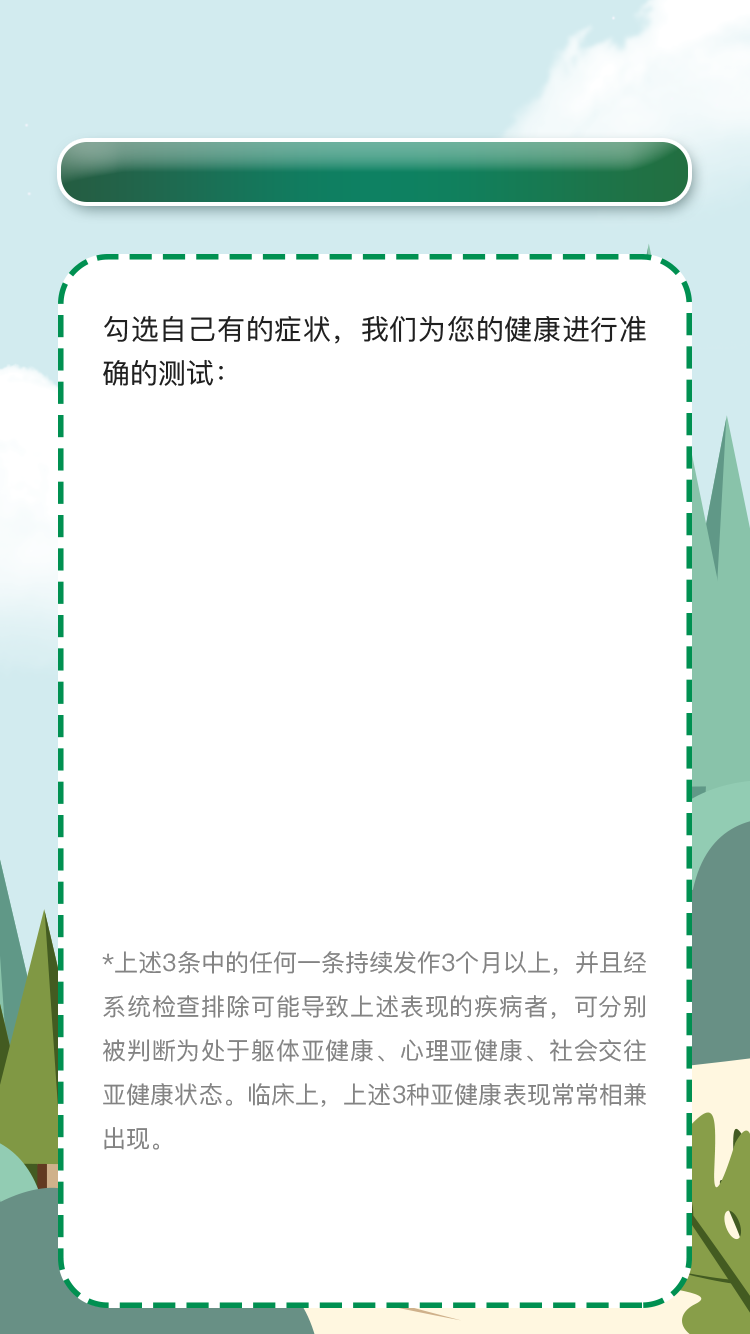 勾选自己有的症状，我们为您的健康进行准
确的测试：
*上述3条中的任何一条持续发作3个月以上，并且经
系统检查排除可能导致上述表现的疾病者，可分别
被判断为处于躯体亚健康、心理亚健康、社会交往
亚健康状态。临床上，上述3种亚健康表现常常相兼
出现。